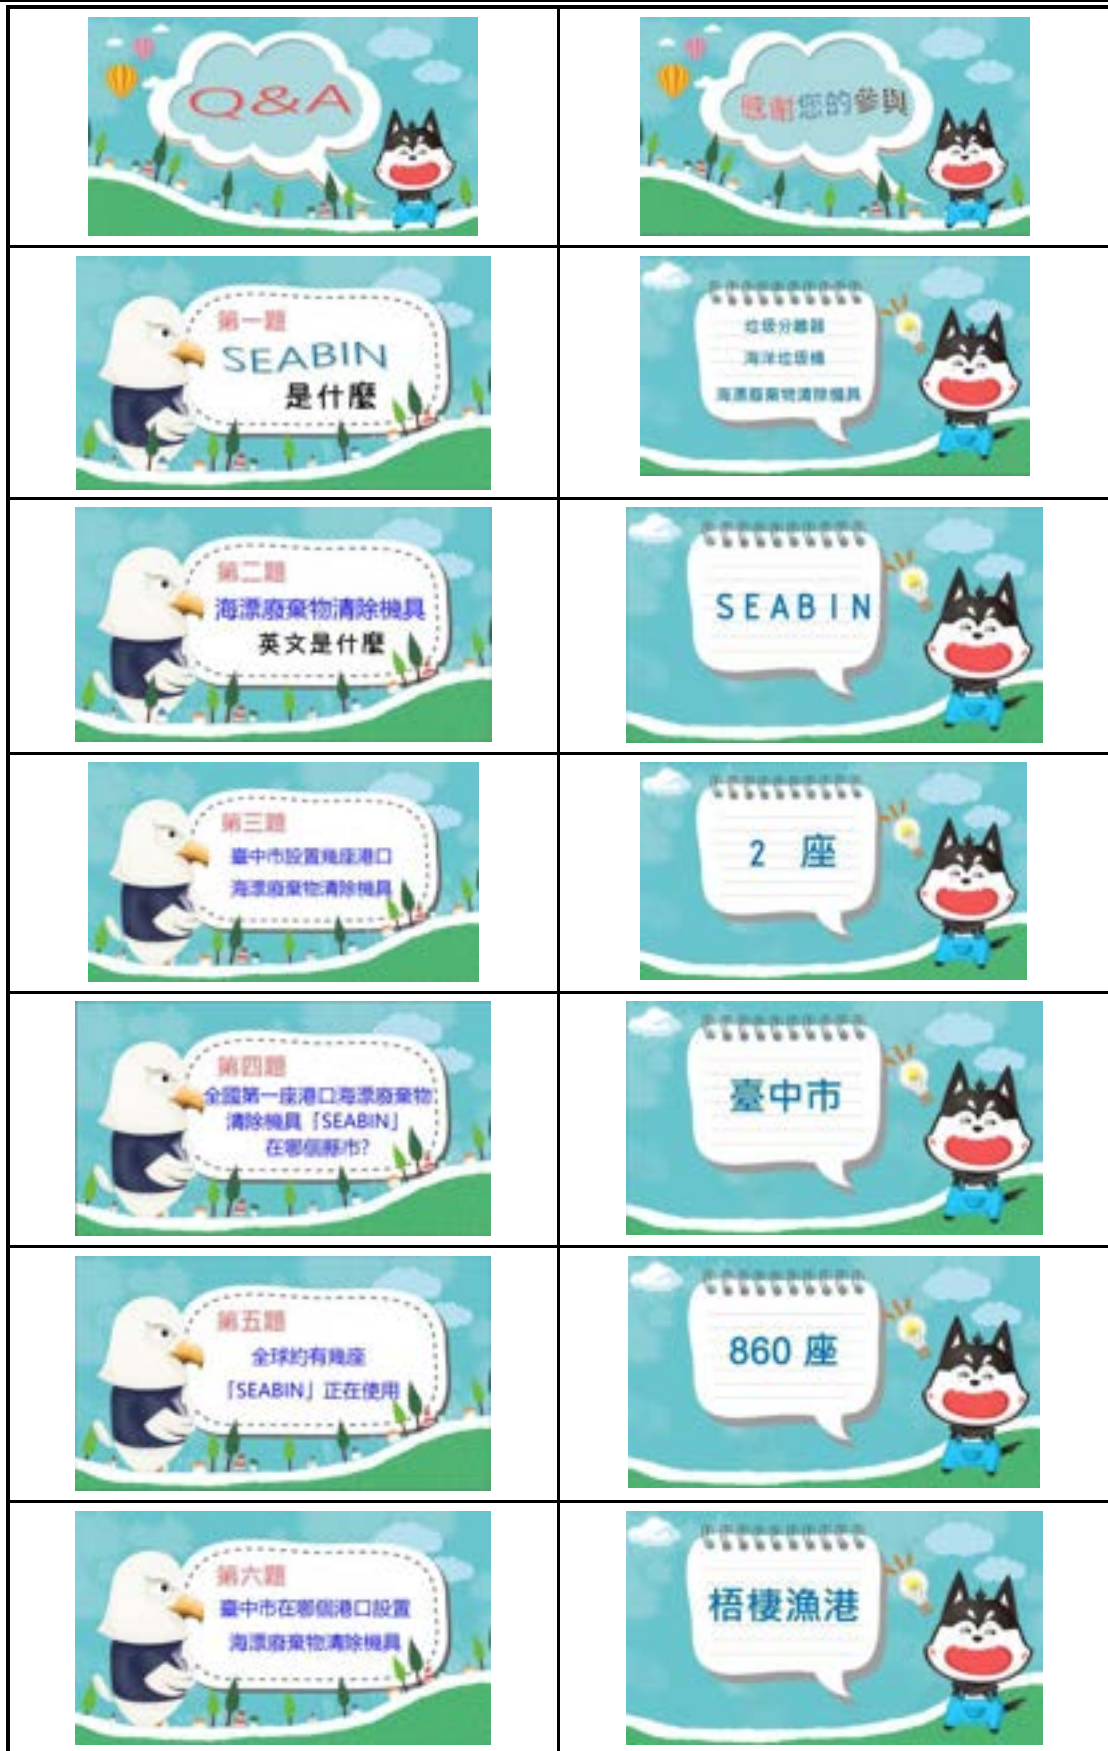 Q&A
感謝您的參與
第一題
SEABIN
是什麼
垃圾分離器
海洋垃圾桶
海漂廢棄物清除機具
第二題
海漂廢棄物清除機具
英文是什麼
SEABIN
第三題
臺中市設置幾座港口
海漂廢棄物清除機具
2 座
第四題
全國第一座港口海漂廢棄物
清除機具「SEABIN」
在哪個縣市?
臺中市
第五題
全球約有幾座
「SEABIN」正在使用
860 座
第六題
臺中市在哪個港口設置
海漂廢棄物清除機具
梧棲漁港